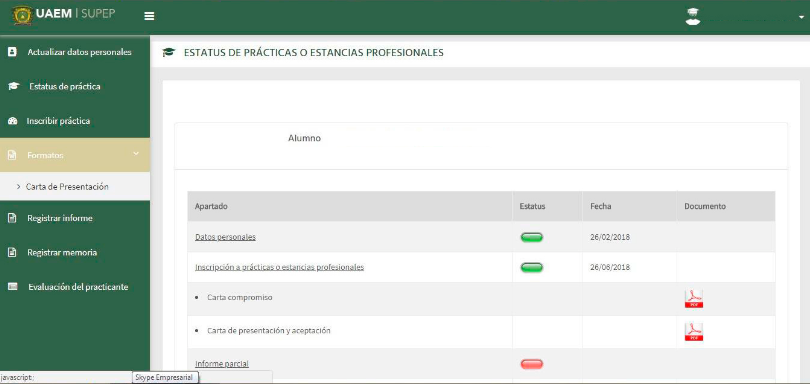 UAEM | SUPEP
ESTATUS DE PRÁCTICAS O ESTANCIAS PROFESIONALES
Actualizar datos personales
Estatus de práctica
Inscribir práctica
Formatos
> Carta de Presentación
Registrar informe
Registrar memoria
Evaluación del practicante
Alumno
Apartado Estatus Fecha Documento
Datos personales 26/02/2018
Inscripción a prácticas o estancias profesionales 26/06/2018
• Carta compromiso PDF
• Carta de presentación y aceptación PDF
Informe parcial
javascript:;
Skype Empresarial